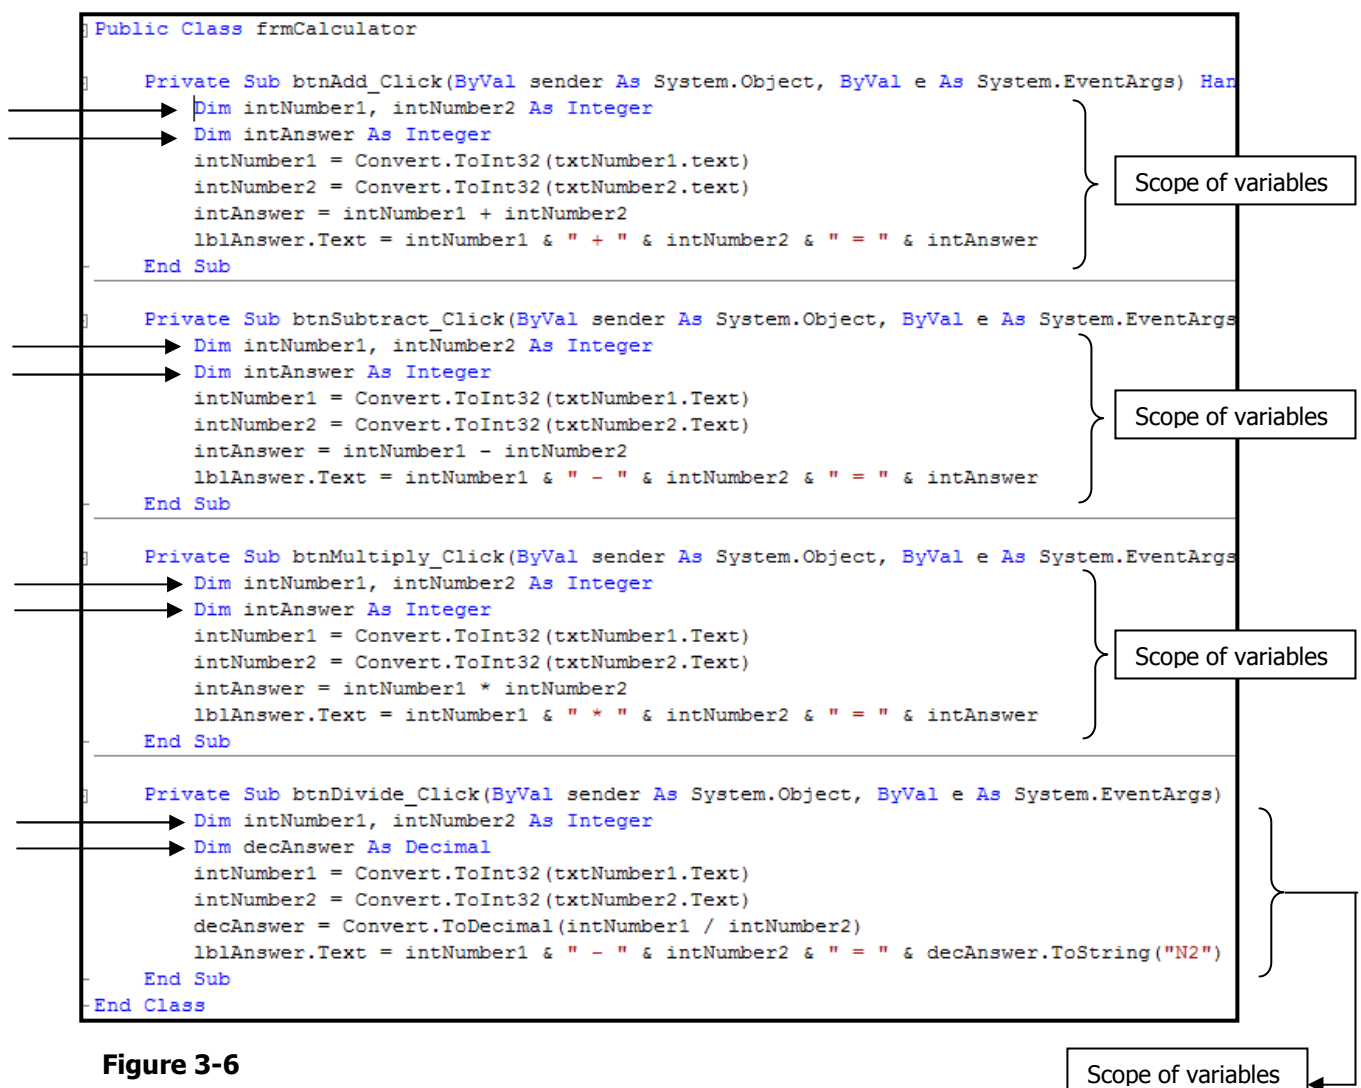 Public Class frmCalculator
Private Sub btnAdd_Click(ByVal sender As System.Object, ByVal e As System.EventArgs) Han
Dim intNumber1, intNumber2 As Integer
Dim intAnswer As Integer
intNumber1 = Convert.ToInt32(txtNumber1.text)
intNumber2 = Convert.ToInt32(txtNumber2.text)
intAnswer = intNumber1 + intNumber2
lblAnswer.Text = intNumber1 & " + " & intNumber2 & " = " & intAnswer
End Sub
Scope of variables
Private Sub btnSubtract_Click(ByVal sender As System.Object, ByVal e As System.EventArgs
Dim intNumber1, intNumber2 As Integer
Dim intAnswer As Integer
intNumber1 = Convert.ToInt32(txtNumber1.Text)
intNumber2 = Convert.ToInt32(txtNumber2.Text)
intAnswer = intNumber1 - intNumber2
lblAnswer.Text = intNumber1 & " - " & intNumber2 & " = " & intAnswer
End Sub
Scope of variables
Private Sub btnMultiply_Click(ByVal sender As System.Object, ByVal e As System.EventArgs
Dim intNumber1, intNumber2 As Integer
Dim intAnswer As Integer
intNumber1 = Convert.ToInt32(txtNumber1.Text)
intNumber2 = Convert.ToInt32(txtNumber2.Text)
intAnswer = intNumber1 * intNumber2
lblAnswer.Text = intNumber1 & " * " & intNumber2 & " = " & intAnswer
End Sub
Scope of variables
Private Sub btnDivide_Click(ByVal sender As System.Object, ByVal e As System.EventArgs)
Dim intNumber1, intNumber2 As Integer
Dim decAnswer As Decimal
intNumber1 = Convert.ToInt32(txtNumber1.Text)
intNumber2 = Convert.ToInt32(txtNumber2.Text)
decAnswer = Convert.ToDecimal(intNumber1 / intNumber2)
lblAnswer.Text = intNumber1 & " - " & intNumber2 & " = " & decAnswer.ToString("N2")
End Sub
End Class
Figure 3-6
Scope of variables